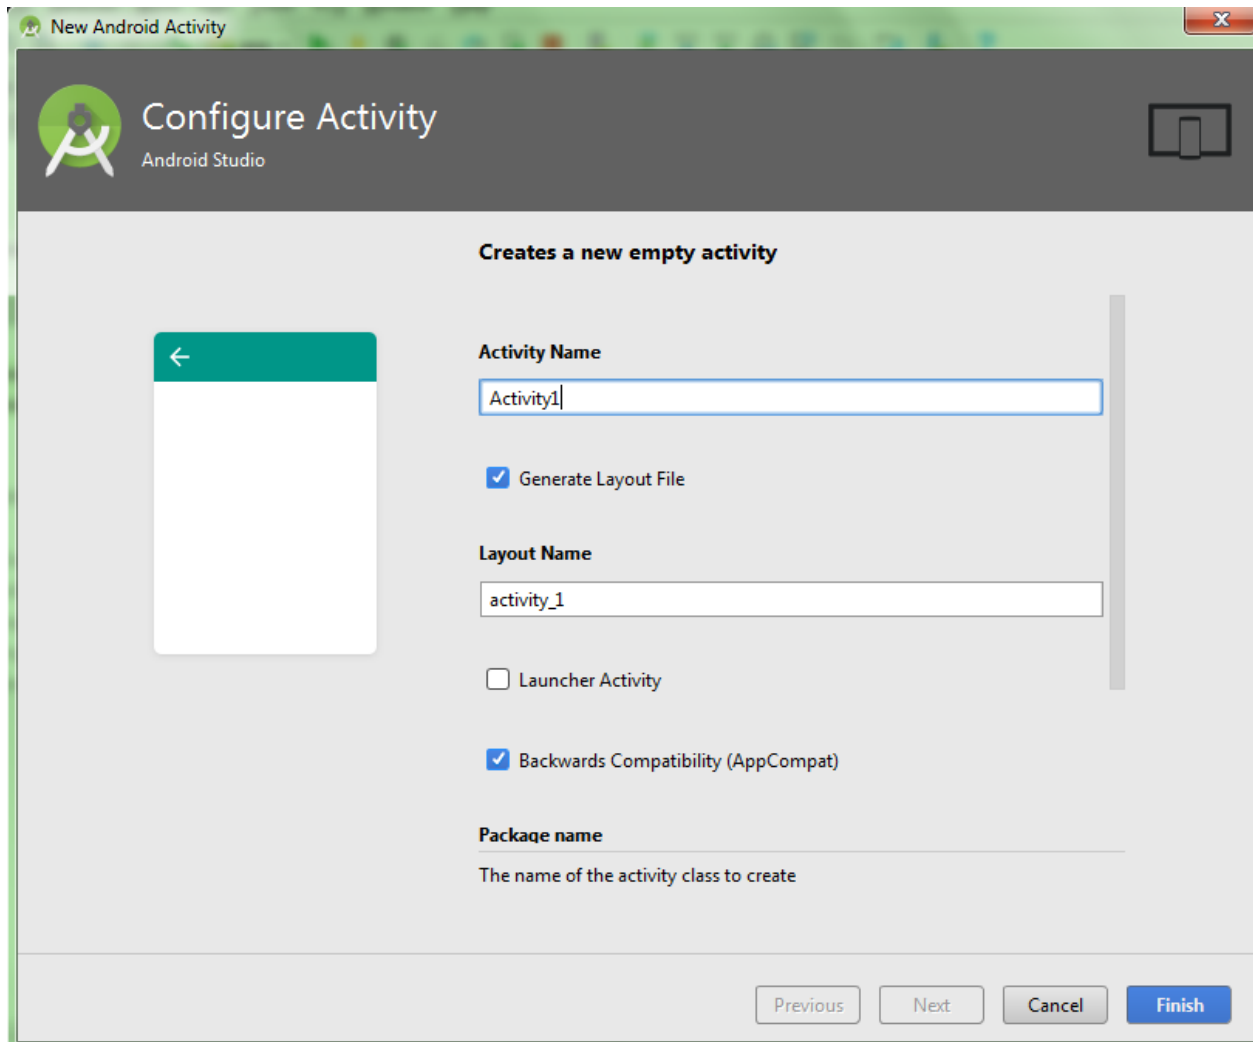 New Android Activity
Configure Activity
Android Studio
Creates a new empty activity
Activity Name
Activity1
Generate Layout File
Layout Name
activity_1
Launcher Activity
Backwards Compatibility (AppCompat)
Package name
The name of the activity class to create
Previous Next Cancel Finish